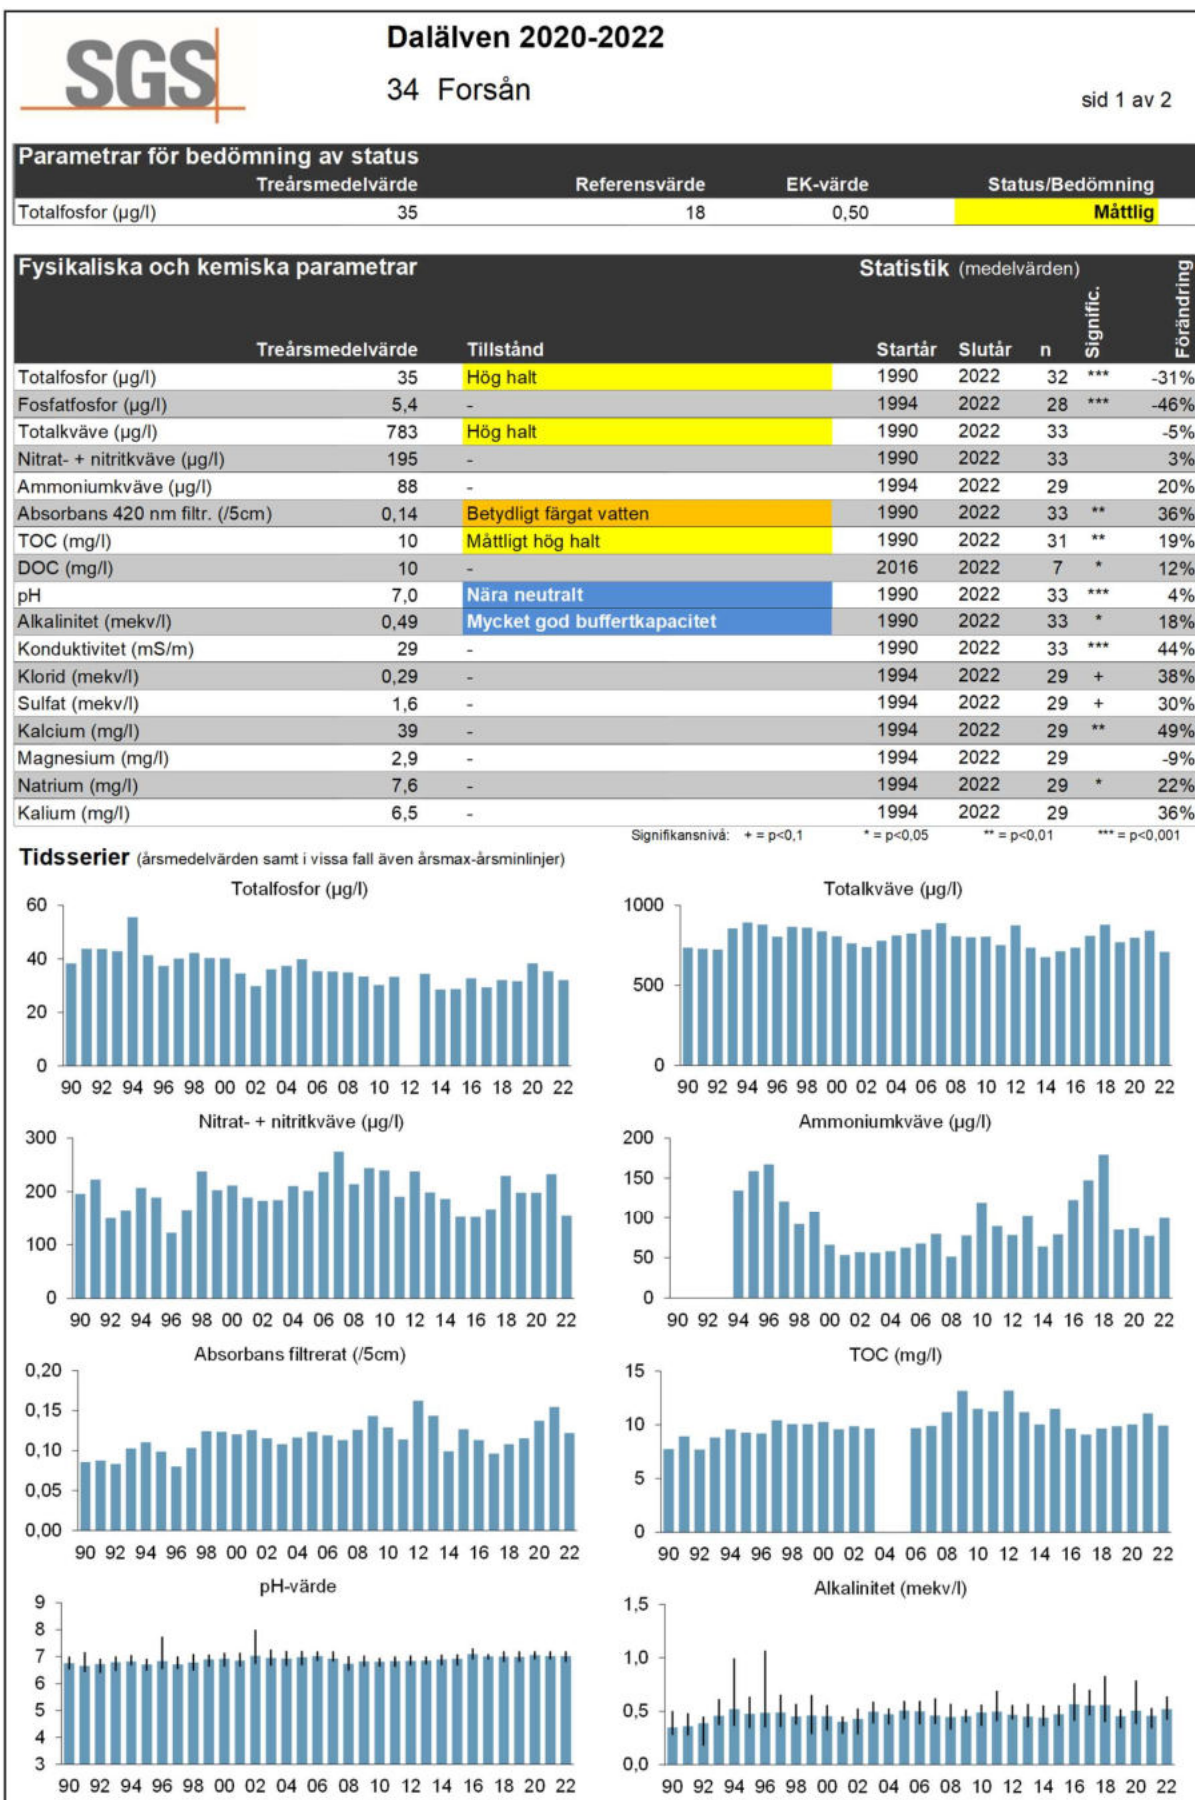 SGS
Dalälven 2020-2022
34 Forsån
sid 1 av 2
Parametrar för bedömning av status
Treårsmedelvärde Referensvärde EK-värde Status/Bedömning
Totalfosfor (µg/l) 35 18 0,50 Måttlig
Fysikaliska och kemiska parametrar Statistik (medelvärden)
Treårsmedelvärde Tillstånd Startår Slutår n Signific. Förändring
Totalfosfor (µg/l) 35 Hög halt 1990 2022 32 *** -31%
Fosfatfosfor (µg/l) 5,4 - 1994 2022 28 *** -46%
Totalkväve (µg/l) 783 Hög halt 1990 2022 33 -5%
Nitrat- + nitritkväve (µg/l) 195 - 1990 2022 33 3%
Ammoniumkväve (µg/l) 88 - 1994 2022 29 20%
Absorbans 420 nm filtr. (/5cm) 0,14 Betydligt färgat vatten 1990 2022 33 ** 36%
TOC (mg/l) 10 Måttligt hög halt 1990 2022 31 ** 19%
DOC (mg/l) 10 - 2016 2022 7 * 12%
pH 7,0 Nära neutralt 1990 2022 33 *** 4%
Alkalinitet (mekv/l) 0,49 Mycket god buffertkapacitet 1990 2022 33 * 18%
Konduktivitet (mS/m) 29 - 1990 2022 33 *** 44%
Klorid (mekv/l) 0,29 - 1994 2022 29 + 38%
Sulfat (mekv/l) 1,6 - 1994 2022 29 + 30%
Kalcium (mg/l) 39 - 1994 2022 29 ** 49%
Magnesium (mg/l) 2,9 - 1994 2022 29 -9%
Natrium (mg/l) 7,6 - 1994 2022 29 * 22%
Kalium (mg/l) 6,5 - 1994 2022 29 36%
Signifikansnivå: + = p<0,1 * = p<0,05 ** = p<0,01 *** = p<0,001
Tidsserier (årsmedelvärden samt i vissa fall även årsmax-årsminlinjer)
Totalfosfor (µg/l)
60
40
20
0
90 92 94 96 98 00 02 04 06 08 10 12 14 16 18 20 22
Totalkväve (µg/l)
1000
500
0
90 92 94 96 98 00 02 04 06 08 10 12 14 16 18 20 22
Nitrat- + nitritkväve (µg/l)
300
200
100
0
90 92 94 96 98 00 02 04 06 08 10 12 14 16 18 20 22
Ammoniumkväve (µg/l)
200
150
100
50
0
90 92 94 96 98 00 02 04 06 08 10 12 14 16 18 20 22
Absorbans filtrerat (/5cm)
0,20
0,15
0,10
0,05
0,00
90 92 94 96 98 00 02 04 06 08 10 12 14 16 18 20 22
TOC (mg/l)
15
10
5
0
90 92 94 96 98 00 02 04 06 08 10 12 14 16 18 20 22
pH-värde
9
8
7
6
5
4
3
90 92 94 96 98 00 02 04 06 08 10 12 14 16 18 20 22
Alkalinitet (mekv/l)
1,5
1,0
0,5
0,0
90 92 94 96 98 00 02 04 06 08 10 12 14 16 18 20 22